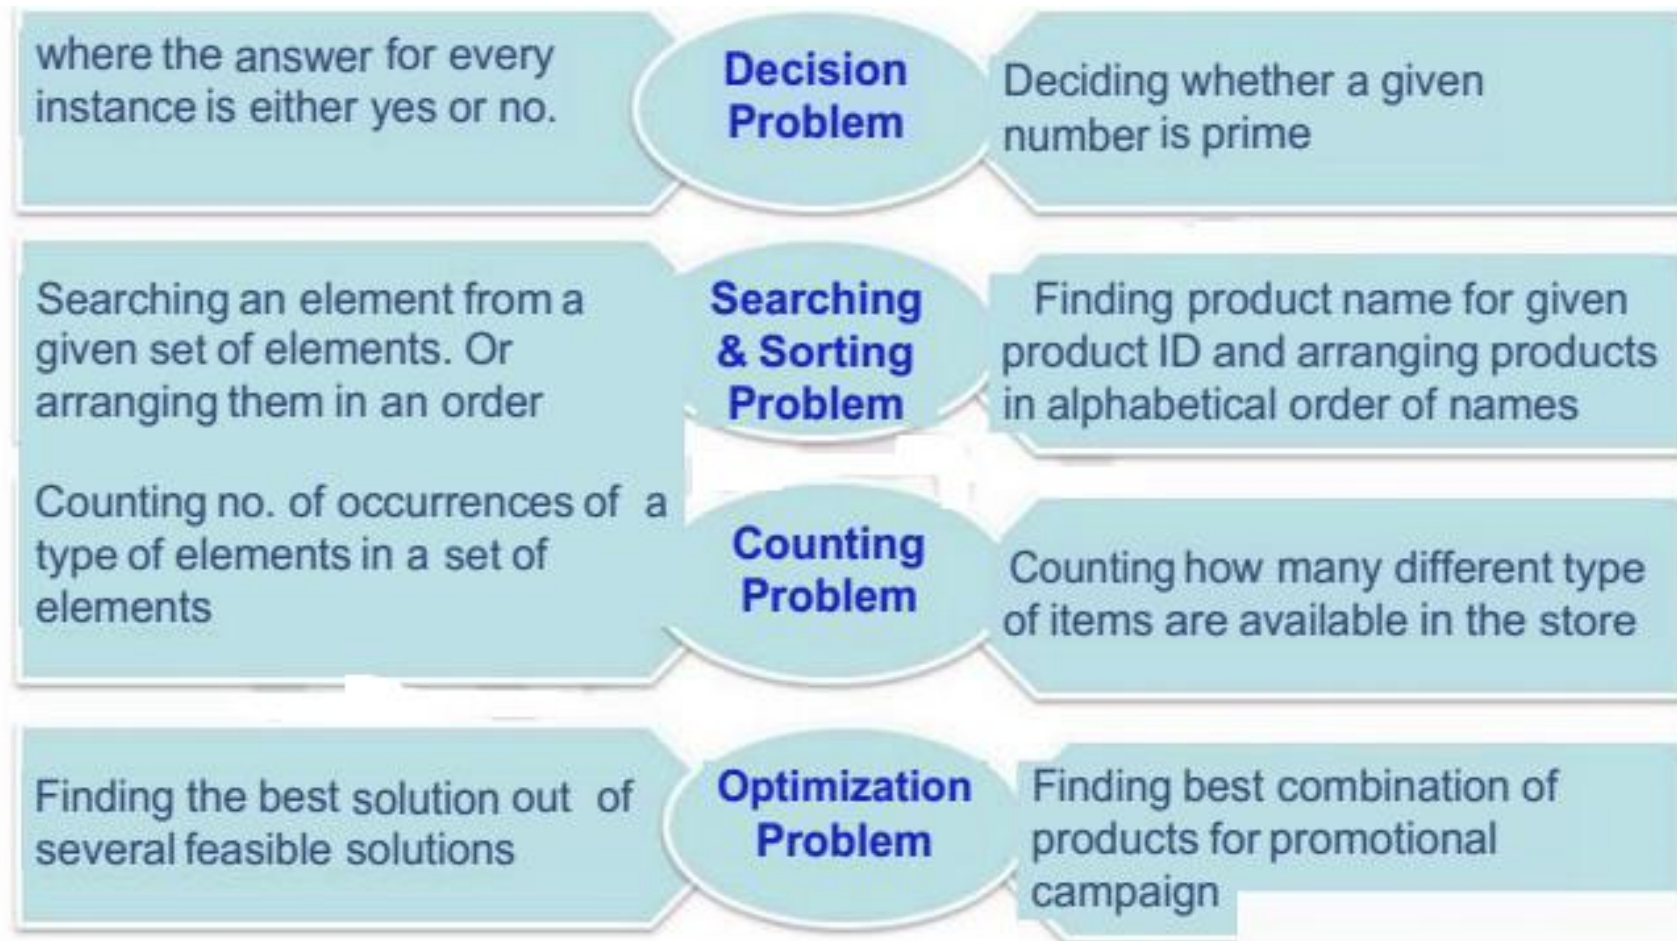 where the answer for every
instance is either yes or no.
Decision
Problem
Deciding whether a given
number is prime
Searching an element from a
given set of elements. Or
arranging them in an order
Searching
& Sorting
Problem
Finding product name for given
product ID and arranging products
in alphabetical order of names
Counting no. of occurrences of a
type of elements in a set of
elements
Counting
Problem
Counting how many different type
of items are available in the store
Finding the best solution out of
several feasible solutions
Optimization
Problem
Finding best combination of
products for promotional
campaign